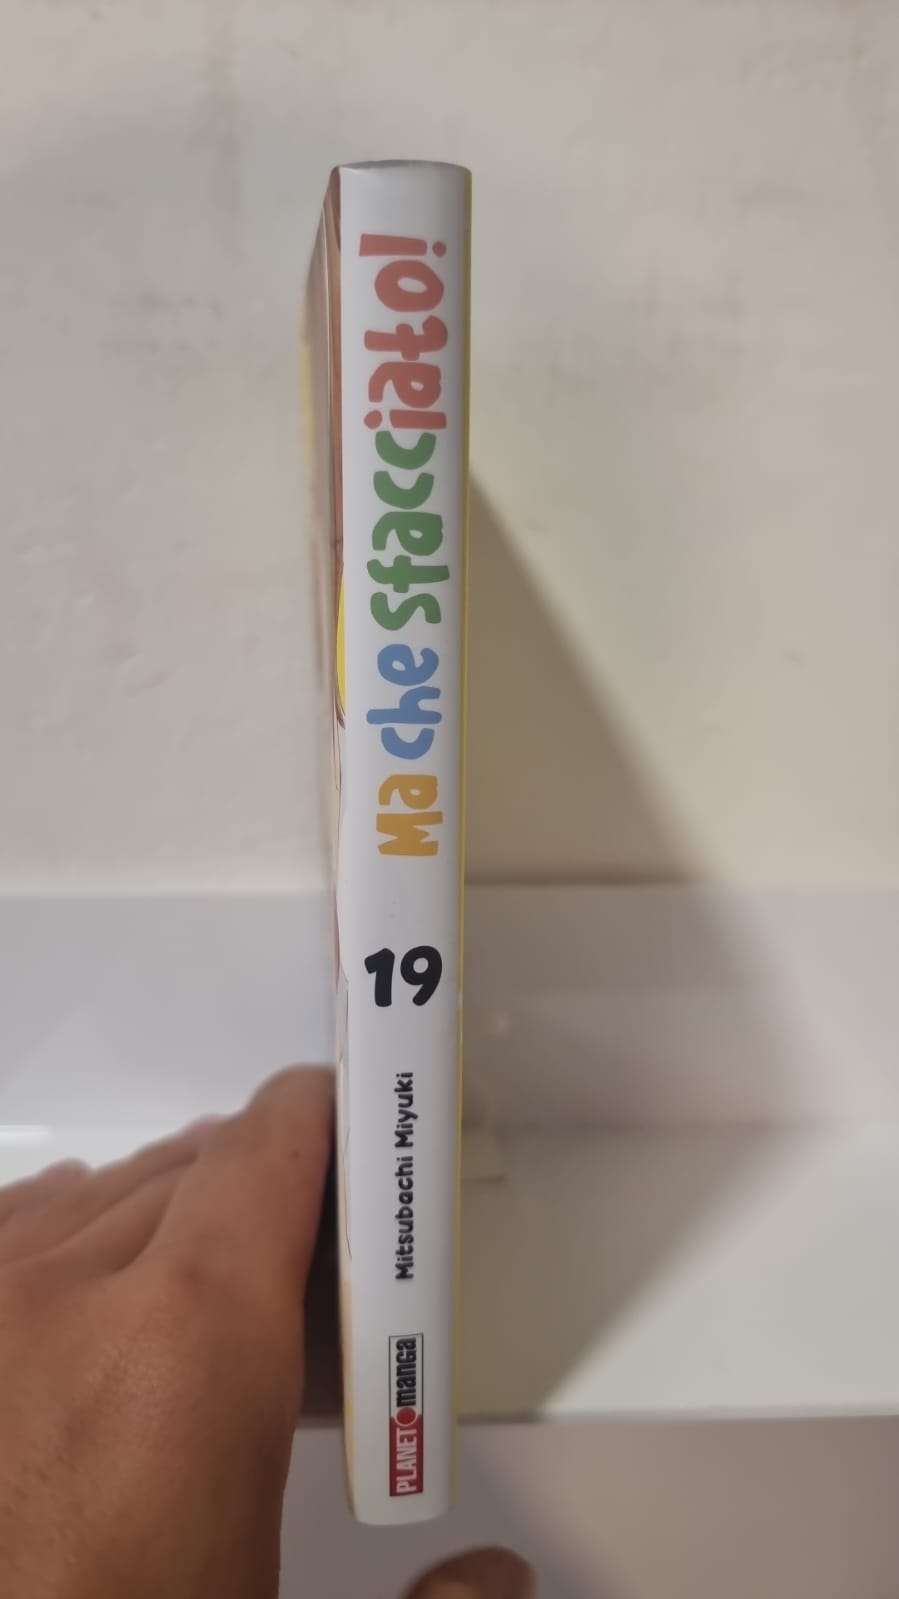 Ma che sfacciato!
19
Mitsubachi Miyuki
PLANET manga